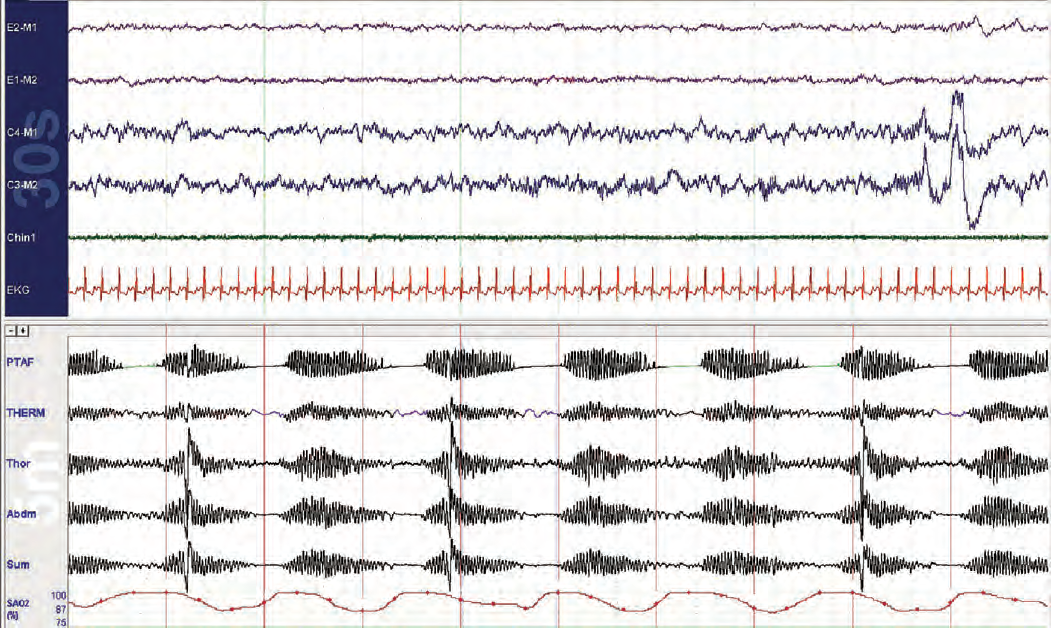 E2-M1
E1-M2
C4-M1
30s
C3-M2
Chin1
EKG
- +
PTAF
THERM
Thor
5m
Abdm
Sum
SAO2 100
(%) 87
75